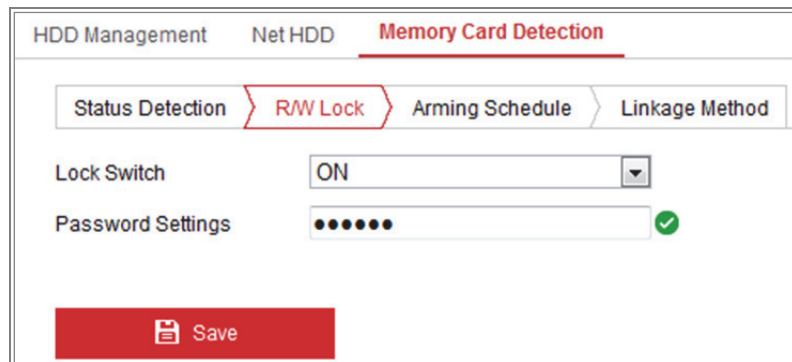 HDD Management Net HDD Memory Card Detection
Status Detection R/W Lock Arming Schedule Linkage Method
Lock Switch ON
Password Settings ••••••
Save